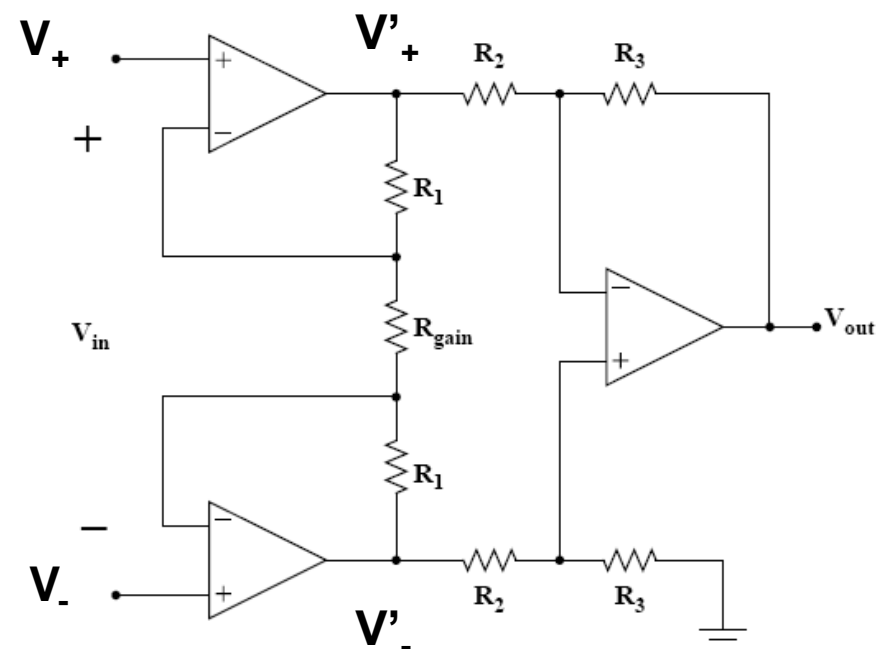 V+
V'+
R2
R3
+
−
+
R1
Vin
Rgain
−
+
Vout
R1
−
−
+
V-
R2
R3
V'-